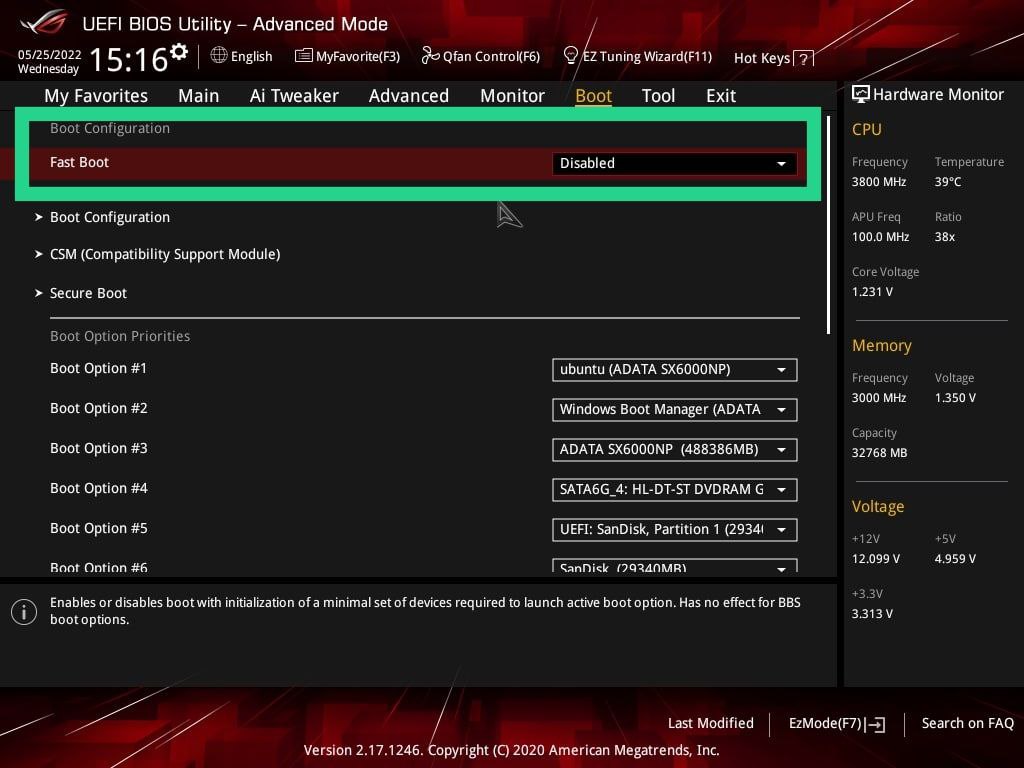 UEFI BIOS Utility – Advanced Mode
05/25/2022
Wednesday
15:16
English
MyFavorite(F3)
Qfan Control(F6)
EZ Tuning Wizard(F11)
Hot Keys ?
My Favorites Main Ai Tweaker Advanced Monitor Boot Tool Exit
Boot Configuration
Fast Boot Disabled
Boot Configuration
CSM (Compatibility Support Module)
Secure Boot
Boot Option Priorities
Boot Option #1 ubuntu (ADATA SX6000NP)
Boot Option #2 Windows Boot Manager (ADATA
Boot Option #3 ADATA SX6000NP (488386MB)
Boot Option #4 SATA6G_4: HL-DT-ST DVDRAM G
Boot Option #5 UEFI: SanDisk, Partition 1 (2934(
Boot Option #6 SanDisk (29340MB)
Enables or disables boot with initialization of a minimal set of devices required to launch active boot option. Has no effect for BBS
boot options.
Hardware Monitor
CPU
Frequency Temperature
3800 MHz 39°C
APU Freq Ratio
100.0 MHz 38x
Core Voltage
1.231 V
Memory
Frequency Voltage
3000 MHz 1.350 V
Capacity
32768 MB
Voltage
+12V +5V
12.099 V 4.959 V
+3.3V
3.313 V
Last Modified
EzMode(F7)
Search on FAQ
Version 2.17.1246. Copyright (C) 2020 American Megatrends, Inc.